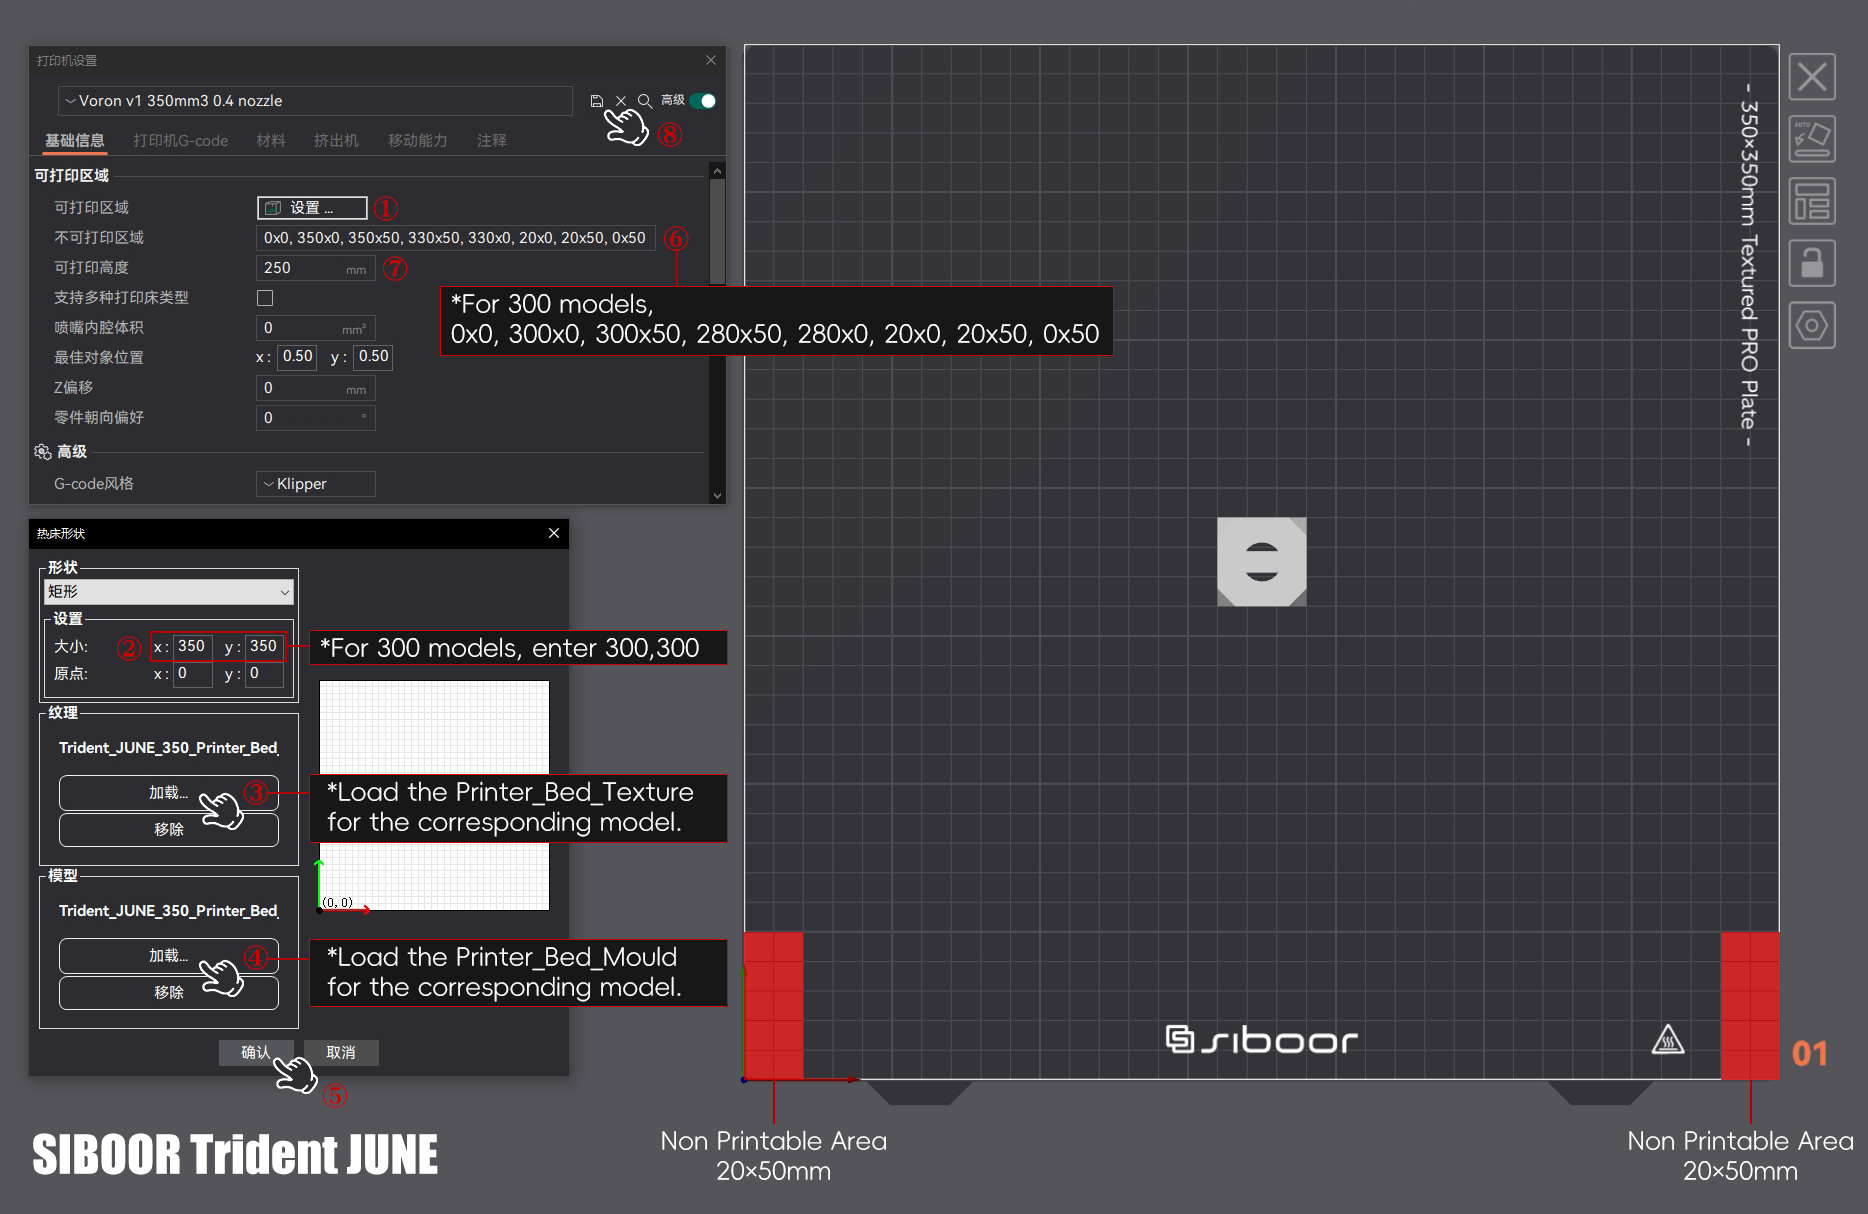 打印机设置
Voron v1 350mm3 0.4 nozzle
高级
⑧
基础信息 打印机G-code 材料 挤出机 移动能力 注释
可打印区域
可打印区域 设置 ... ①
不可打印区域 0x0, 350x0, 350x50, 330x50, 330x0, 20x0, 20x50, 0x50 ⑥
可打印高度 250 mm ⑦
支持多种打印床类型
喷嘴内腔体积 0 mm³
最佳对象位置 x : 0.50 y : 0.50
Z偏移 0 mm
零件朝向偏好 0 °
高级
G-code风格 Klipper
*For 300 models,
0x0, 300x0, 300x50, 280x50, 280x0, 20x0, 20x50, 0x50
热床形状
形状
矩形
设置
大小: ② x : 350 y : 350
原点: x : 0 y : 0
*For 300 models, enter 300,300
纹理
Trident_JUNE_350_Printer_Bed_
加载... ③
移除
*Load the Printer_Bed_Texture
for the corresponding model.
(0, 0)
模型
Trident_JUNE_350_Printer_Bed_
加载... ④
移除
*Load the Printer_Bed_Mould
for the corresponding model.
确认 取消
⑤
SIBOOR Trident JUNE
- 350×350mm Textured PRO Plate -
AUTO
siboor
01
Non Printable Area
20×50mm
Non Printable Area
20×50mm